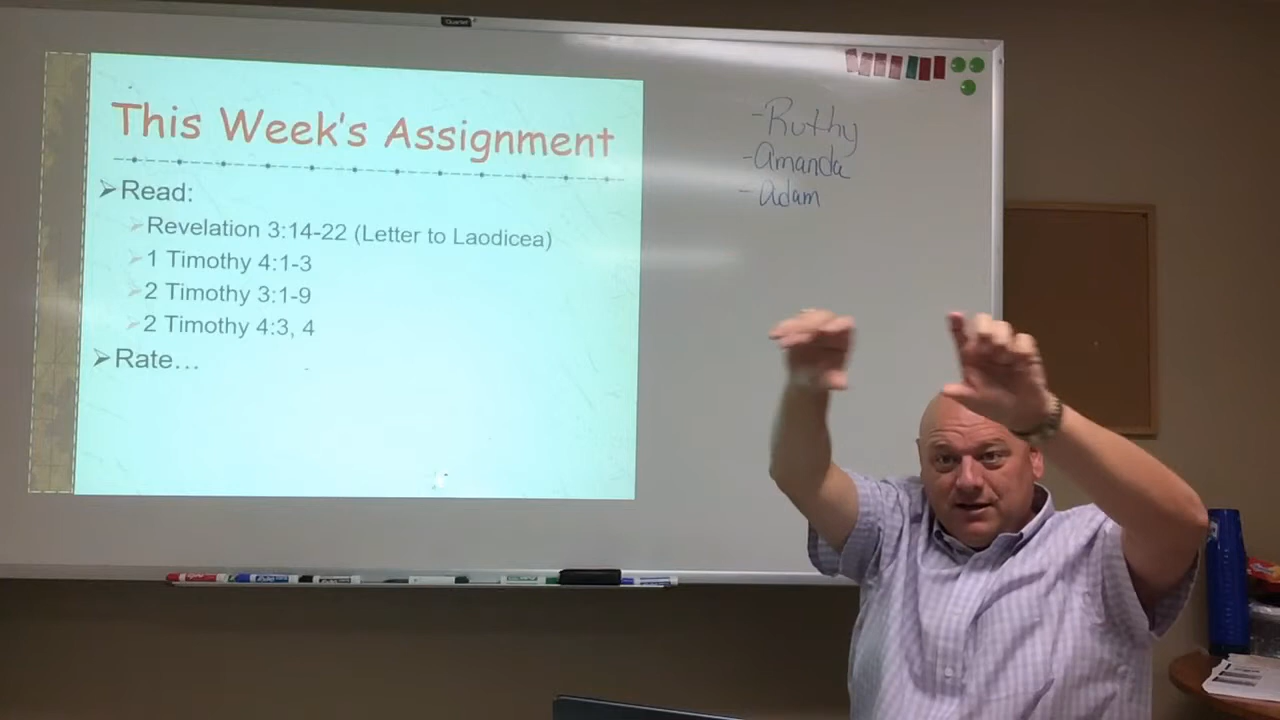 This Week's Assignment
Read:
Revelation 3:14-22 (Letter to Laodicea)
1 Timothy 4:1-3
2 Timothy 3:1-9
2 Timothy 4:3, 4
Rate...
-Ruthy
-Amanda
-Adam
Quartet